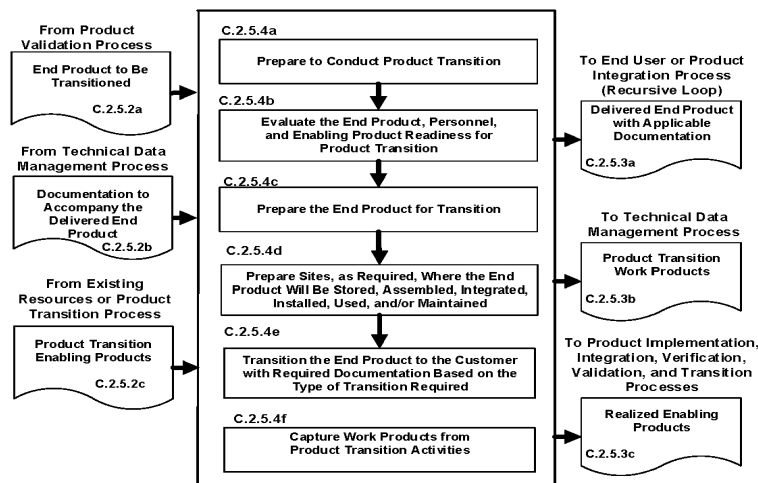 From Product
Validation Process
End Product to Be
Transitioned
C.2.5.2a
From Technical Data
Management Process
Documentation to
Accompany the
Delivered End
Product
C.2.5.2b
From Existing
Resources or Product
Transition Process
Product Transition
Enabling Products
C.2.5.2c
C.2.5.4a
Prepare to Conduct Product Transition
C.2.5.4b
Evaluate the End Product, Personnel,
and Enabling Product Readiness for
Product Transition
C.2.5.4c
Prepare the End Product for Transition
C.2.5.4d
Prepare Sites, as Required, Where the End
Product Will Be Stored, Assembled, Integrated,
Installed, Used, and/or Maintained
C.2.5.4e
Transition the End Product to the Customer
with Required Documentation Based on the
Type of Transition Required
C.2.5.4f
Capture Work Products from
Product Transition Activities
To End User or Product
Integration Process
(Recursive Loop)
Delivered End Product
with Applicable
Documentation
C.2.5.3a
To Technical Data
Management Process
Product Transition
Work Products
C.2.5.3b
To Product Implementation,
Integration, Verification,
Validation, and Transition
Processes
Realized Enabling
Products
C.2.5.3c